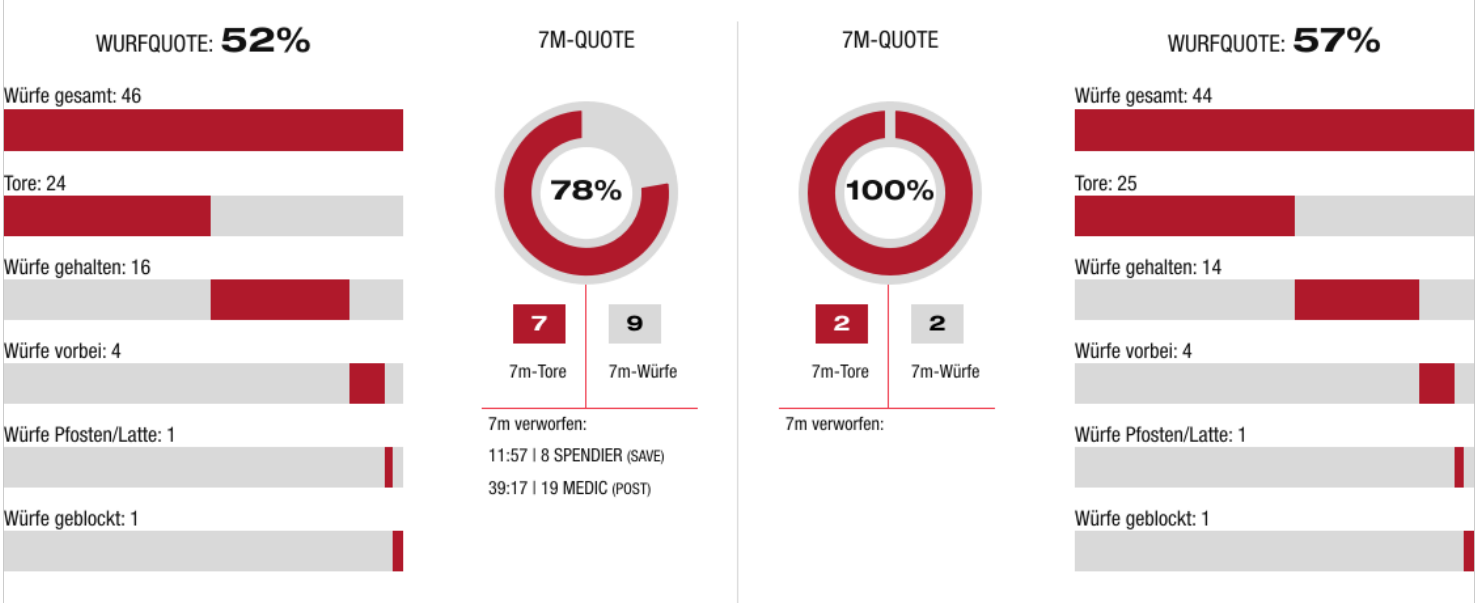 WURFQUOTE: 52%
Würfe gesamt: 46
Tore: 24
Würfe gehalten: 16
Würfe vorbei: 4
Würfe Pfosten/Latte: 1
Würfe geblockt: 1
7M-QUOTE
78%
7 9
7m-Tore 7m-Würfe
7m verworfen:
11:57 | 8 SPENDIER (SAVE)
39:17 | 19 MEDIC (POST)
7M-QUOTE
100%
2 2
7m-Tore 7m-Würfe
7m verworfen:
WURFQUOTE: 57%
Würfe gesamt: 44
Tore: 25
Würfe gehalten: 14
Würfe vorbei: 4
Würfe Pfosten/Latte: 1
Würfe geblockt: 1